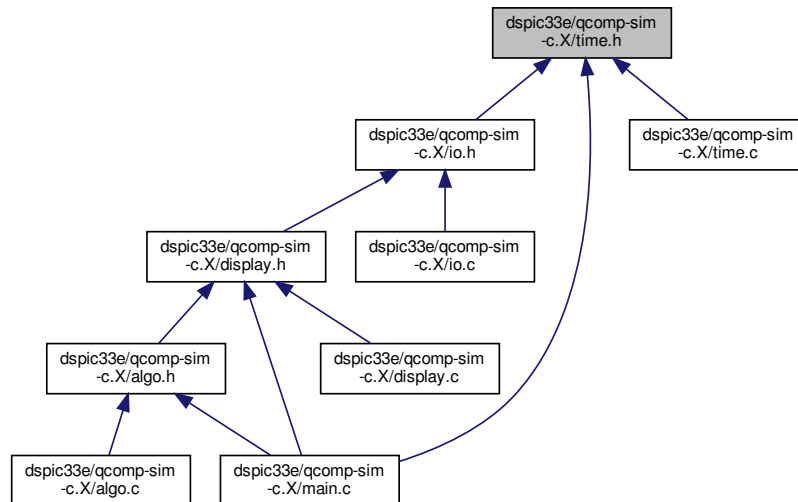 dspic33e/qcomp-sim
-c.X/time.h
dspic33e/qcomp-sim
-c.X/io.h
dspic33e/qcomp-sim
-c.X/time.c
dspic33e/qcomp-sim
-c.X/display.h
dspic33e/qcomp-sim
-c.X/io.c
dspic33e/qcomp-sim
-c.X/algo.h
dspic33e/qcomp-sim
-c.X/display.c
dspic33e/qcomp-sim
-c.X/algo.c
dspic33e/qcomp-sim
-c.X/main.c